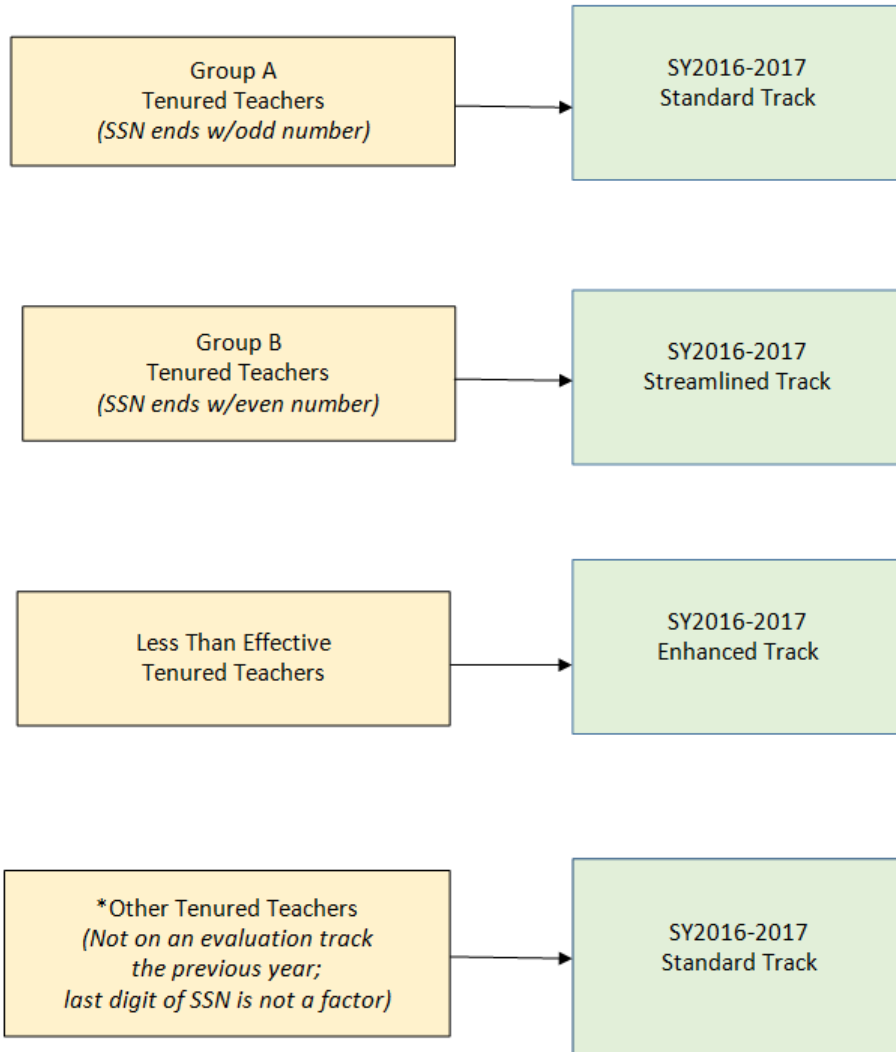 Group A
Tenured Teachers
(SSN ends w/odd number)
SY2016-2017
Standard Track
Group B
Tenured Teachers
(SSN ends w/even number)
SY2016-2017
Streamlined Track
Less Than Effective
Tenured Teachers
SY2016-2017
Enhanced Track
*Other Tenured Teachers
(Not on an evaluation track
the previous year;
last digit of SSN is not a factor)
SY2016-2017
Standard Track